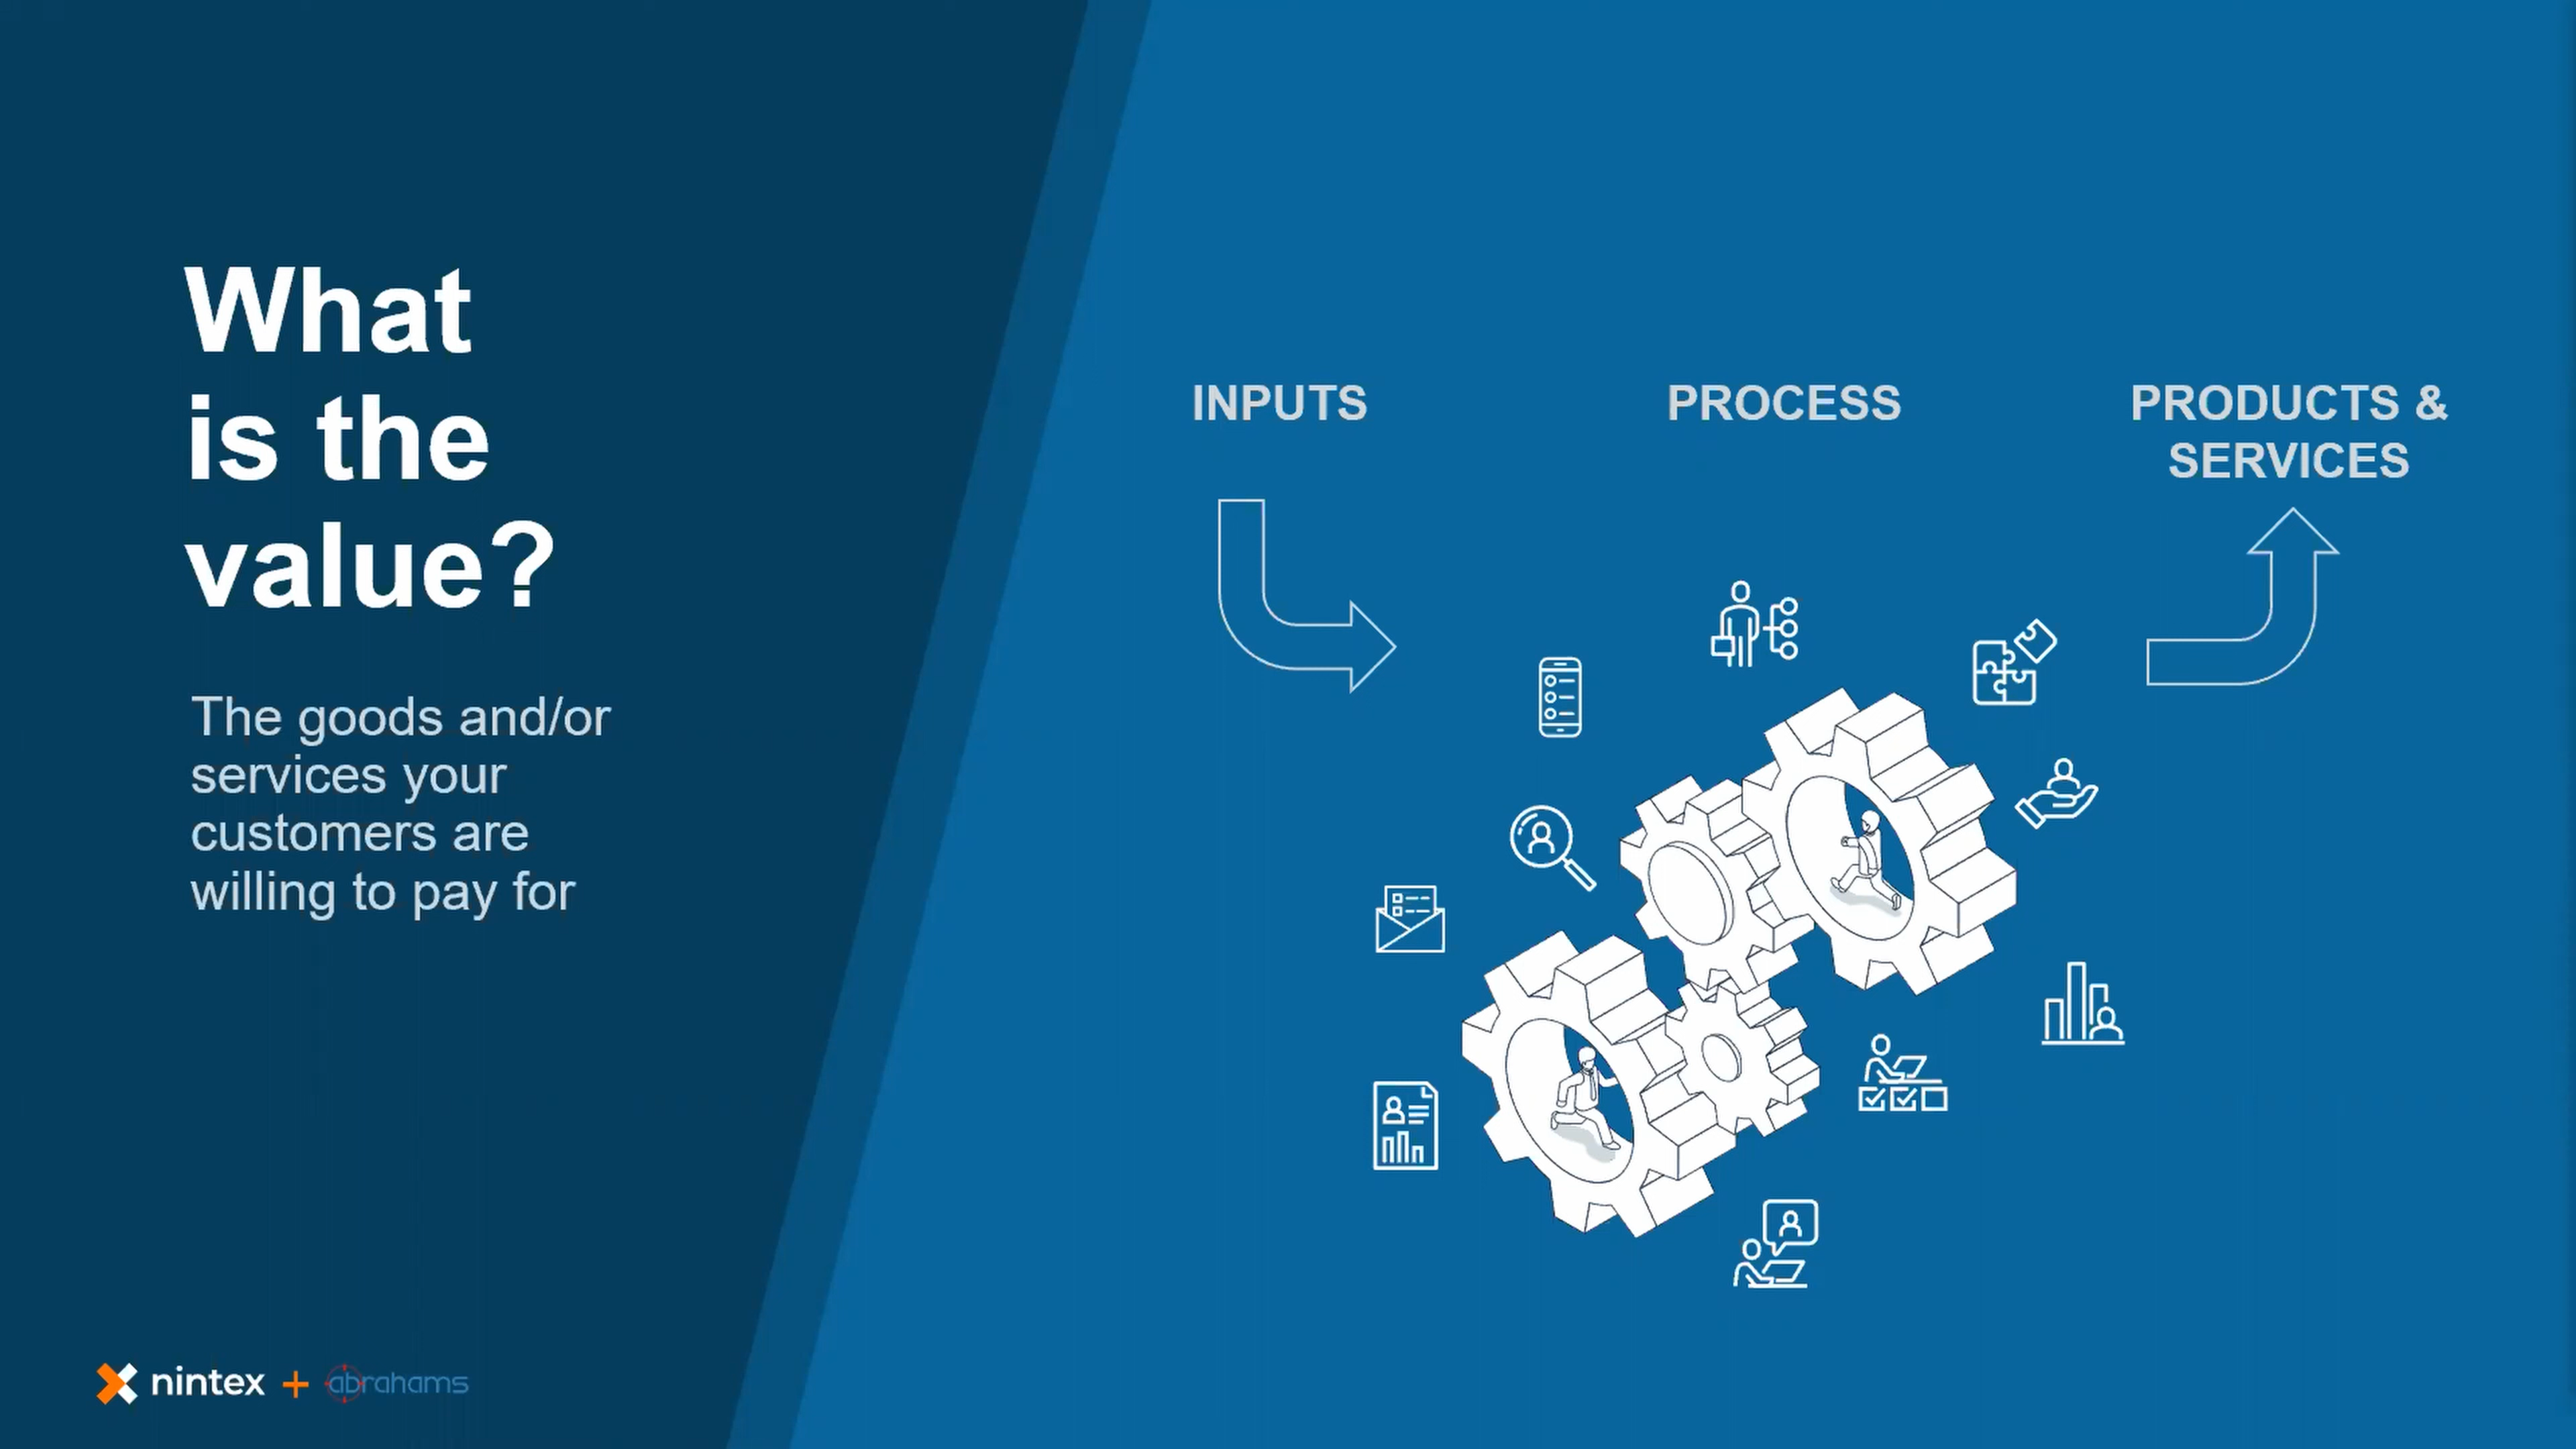 What
is the
value?
The goods and/or
services your
customers are
willing to pay for
INPUTS
PROCESS
PRODUCTS &
SERVICES
nintex + abrahams